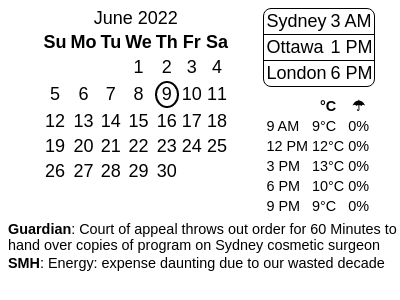 June 2022
Su Mo Tu We Th Fr Sa
1 2 3 4
5 6 7 8 9 10 11
12 13 14 15 16 17 18
19 20 21 22 23 24 25
26 27 28 29 30
Sydney 3 AM
Ottawa 1 PM
London 6 PM
°C ☂
9 AM 9°C 0%
12 PM 12°C 0%
3 PM 13°C 0%
6 PM 10°C 0%
9 PM 9°C 0%
Guardian: Court of appeal throws out order for 60 Minutes to
hand over copies of program on Sydney cosmetic surgeon
SMH: Energy: expense daunting due to our wasted decade